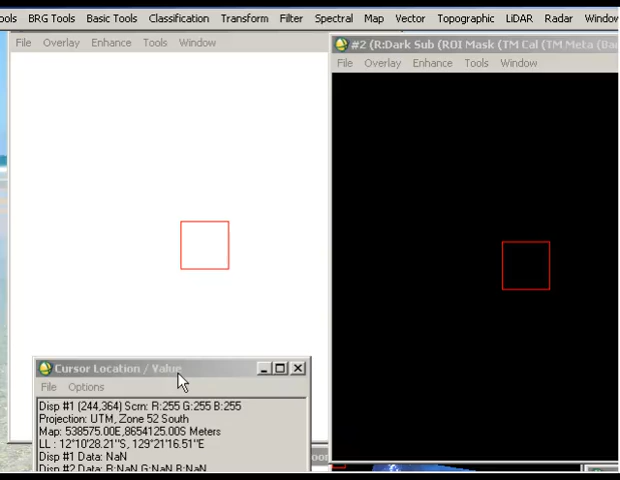 ools BRG Tools Basic Tools Classification Transform Filter Spectral Map Vector Topographic LiDAR Radar Window
File Overlay Enhance Tools Window
#2 (R:Dark Sub (ROI Mask (TM Cal (TM.Meta (Ba
File Overlay Enhance Tools Window
Cursor Location / Value
File Options
Disp #1 (244,364) Scrn: R:255 G:255 B:255
Projection: UTM, Zone 52 South
Map: 538575.00E,8654125.00S Meters
LL : 12°10'28.21"S, 129°21'16.51"E
Disp #1 Data: NaN
Disp #2 Data: R:NaN G:NaN B:NaN